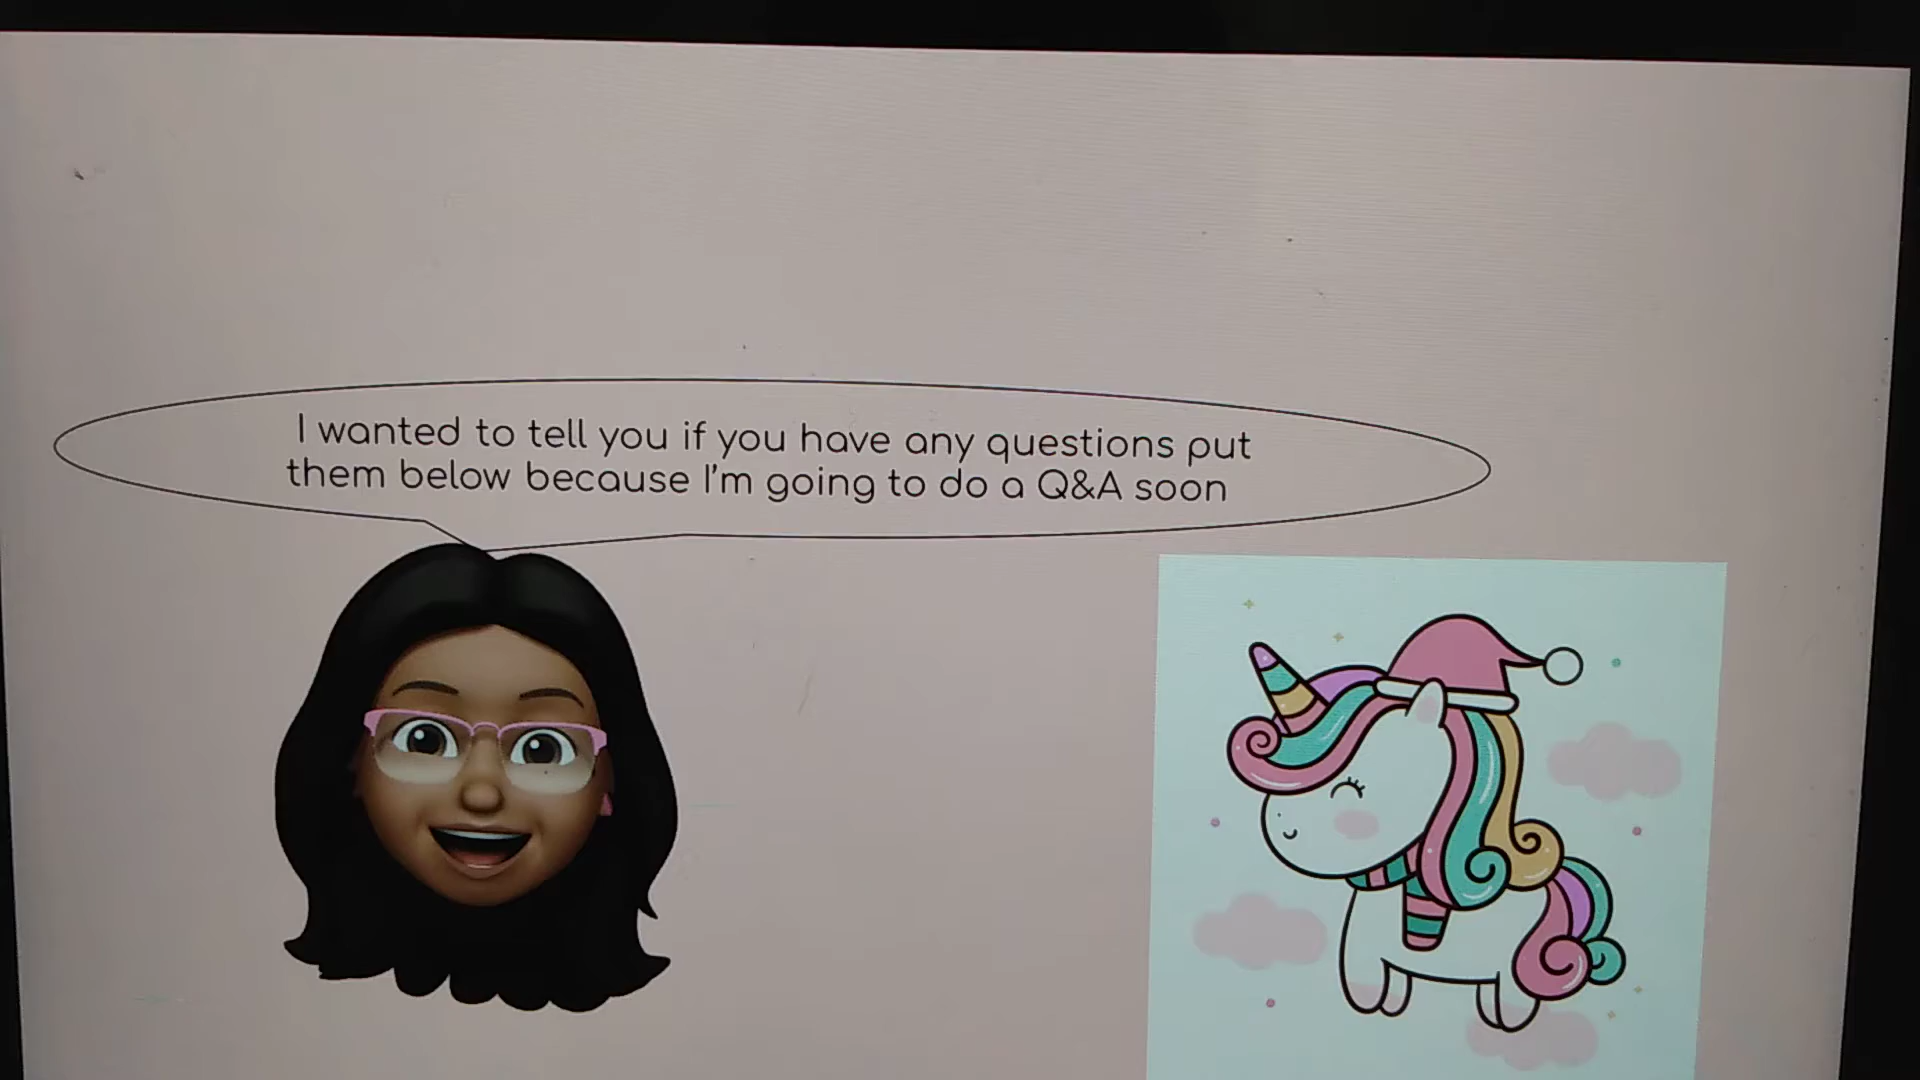 I wanted to tell you if you have any questions put
them below because I'm going to do a Q&A soon